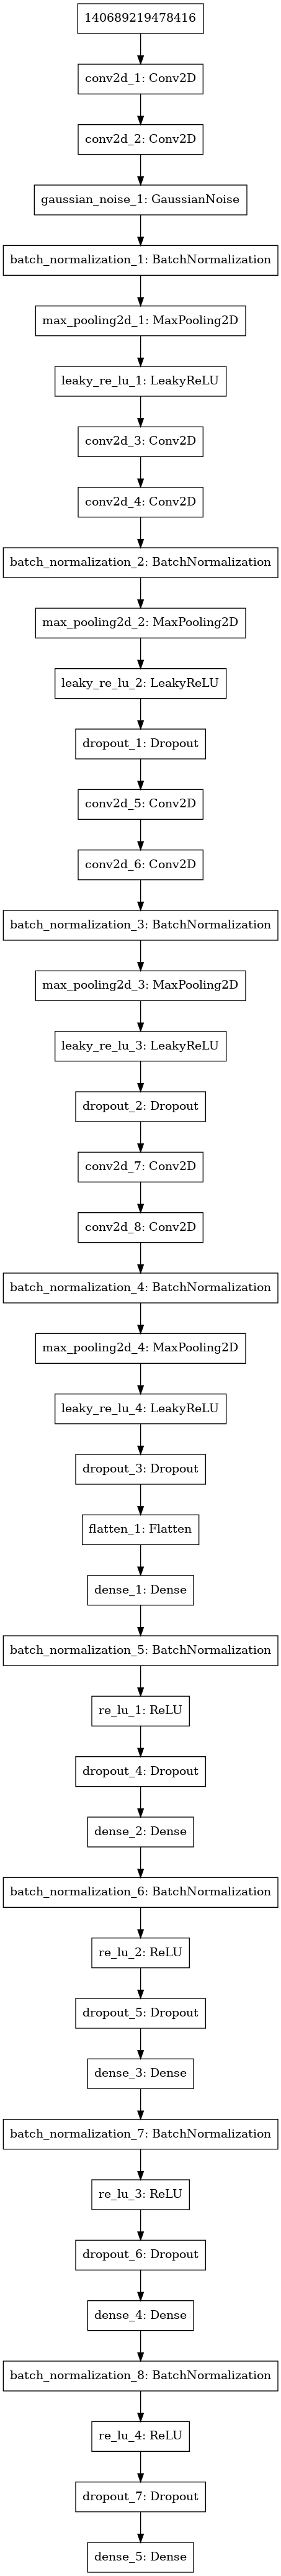 140689219478416
conv2d_1: Conv2D
conv2d_2: Conv2D
gaussian_noise_1: GaussianNoise
batch_normalization_1: BatchNormalization
max_pooling2d_1: MaxPooling2D
leaky_re_lu_1: LeakyReLU
conv2d_3: Conv2D
conv2d_4: Conv2D
batch_normalization_2: BatchNormalization
max_pooling2d_2: MaxPooling2D
leaky_re_lu_2: LeakyReLU
dropout_1: Dropout
conv2d_5: Conv2D
conv2d_6: Conv2D
batch_normalization_3: BatchNormalization
max_pooling2d_3: MaxPooling2D
leaky_re_lu_3: LeakyReLU
dropout_2: Dropout
conv2d_7: Conv2D
conv2d_8: Conv2D
batch_normalization_4: BatchNormalization
max_pooling2d_4: MaxPooling2D
leaky_re_lu_4: LeakyReLU
dropout_3: Dropout
flatten_1: Flatten
dense_1: Dense
batch_normalization_5: BatchNormalization
re_lu_1: ReLU
dropout_4: Dropout
dense_2: Dense
batch_normalization_6: BatchNormalization
re_lu_2: ReLU
dropout_5: Dropout
dense_3: Dense
batch_normalization_7: BatchNormalization
re_lu_3: ReLU
dropout_6: Dropout
dense_4: Dense
batch_normalization_8: BatchNormalization
re_lu_4: ReLU
dropout_7: Dropout
dense_5: Dense